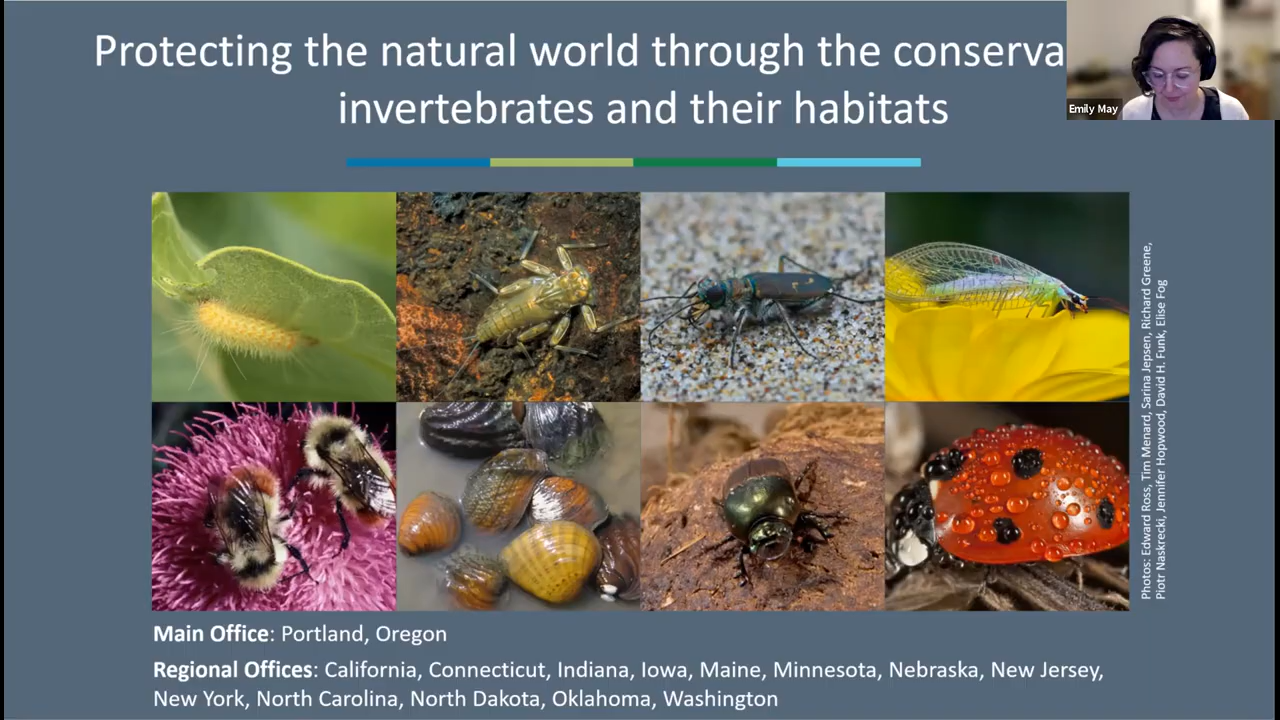 Protecting the natural world through the conserva
invertebrates and their habitats
Emily May
Photos: Edward Ross, Tim Menard, Sarina Jepsen, Richard Greene,
Piotr Naskrecki, Jennifer Hopwood, David H. Funk, Elise Fog
Main Office: Portland, Oregon
Regional Offices: California, Connecticut, Indiana, Iowa, Maine, Minnesota, Nebraska, New Jersey,
New York, North Carolina, North Dakota, Oklahoma, Washington